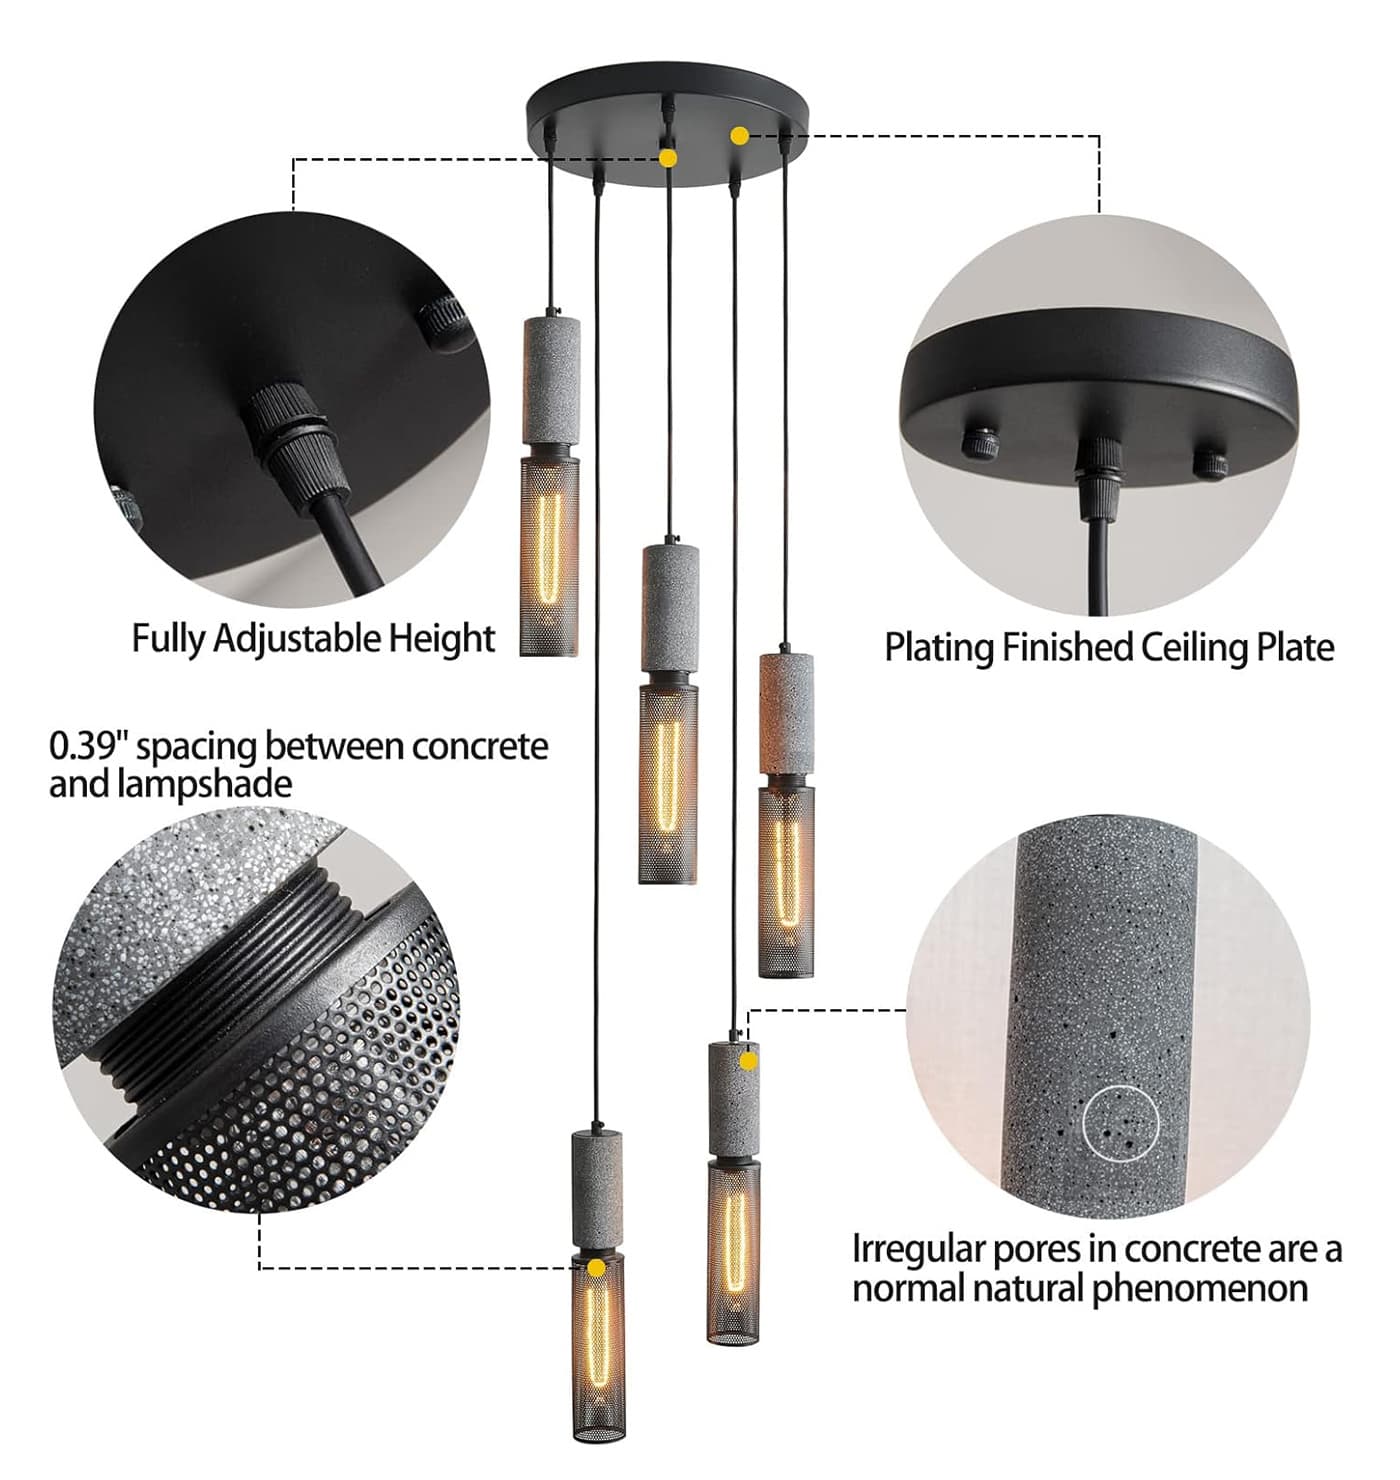 Fully Adjustable Height
Plating Finished Ceiling Plate
0.39" spacing between concrete
and lampshade
Irregular pores in concrete are a
normal natural phenomenon